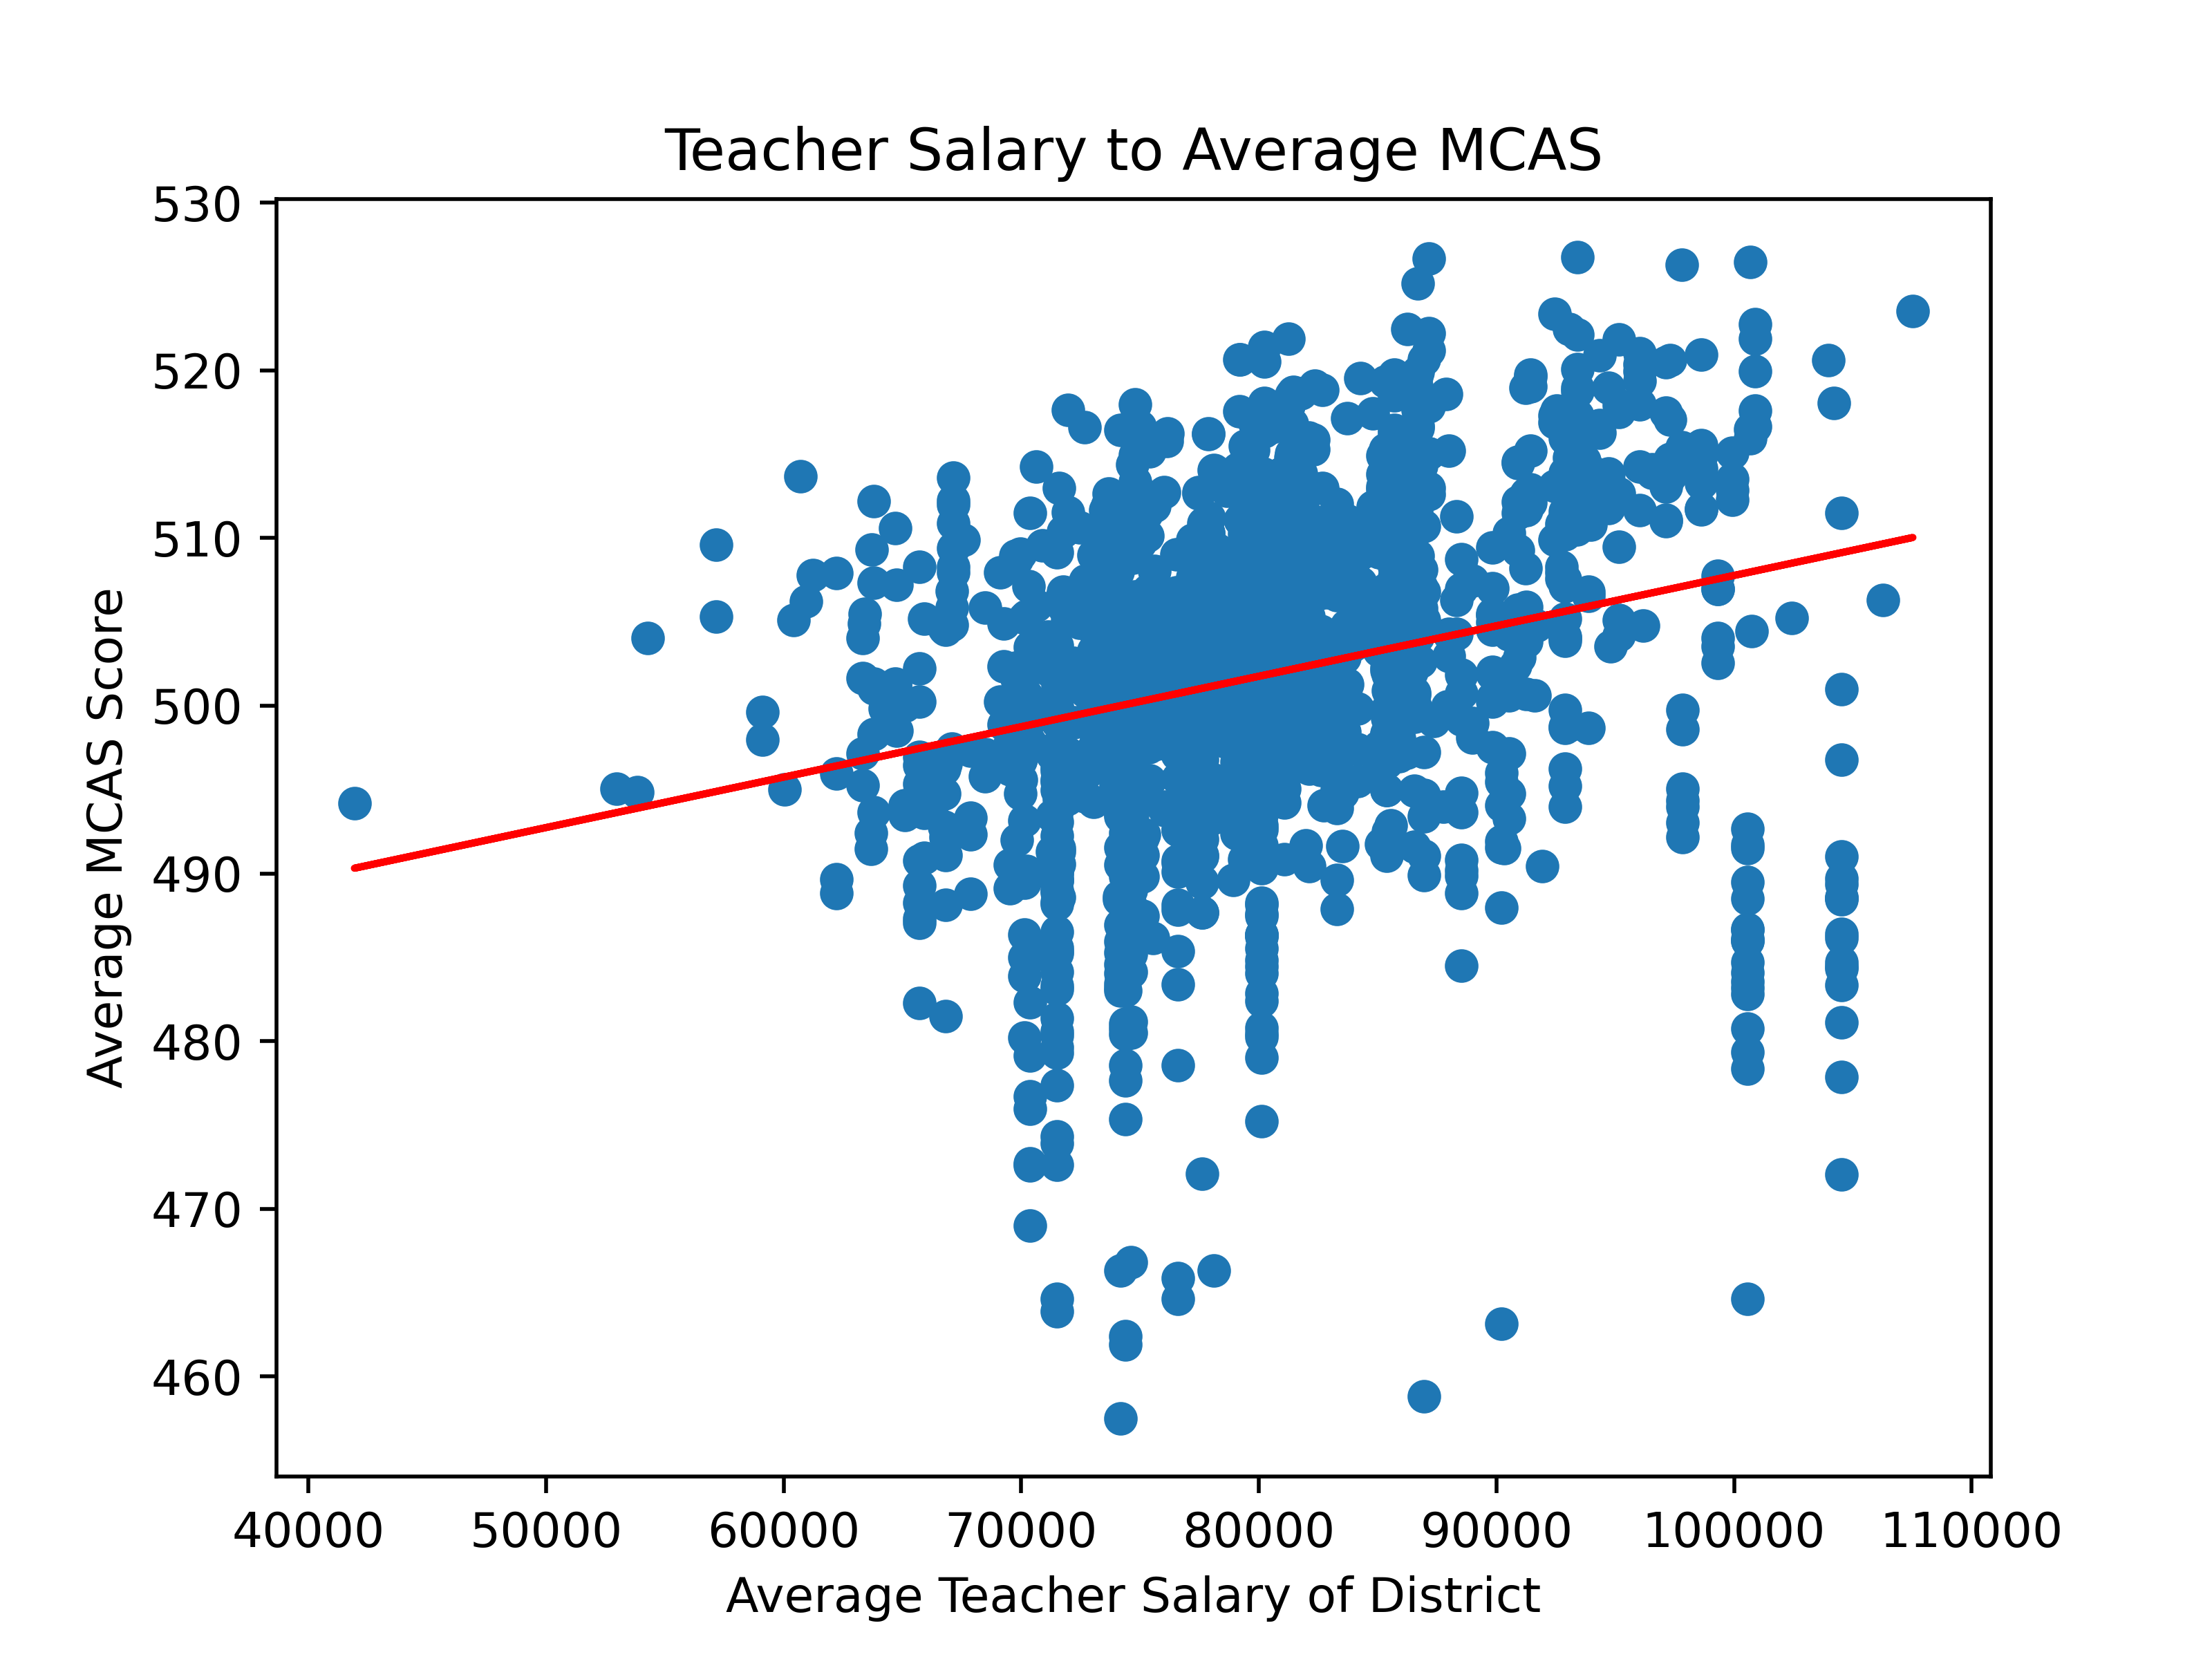 Teacher Salary to Average MCAS
530
520
510
500
490
480
470
460
Average MCAS Score
40000 50000 60000 70000 80000 90000 100000 110000
Average Teacher Salary of District